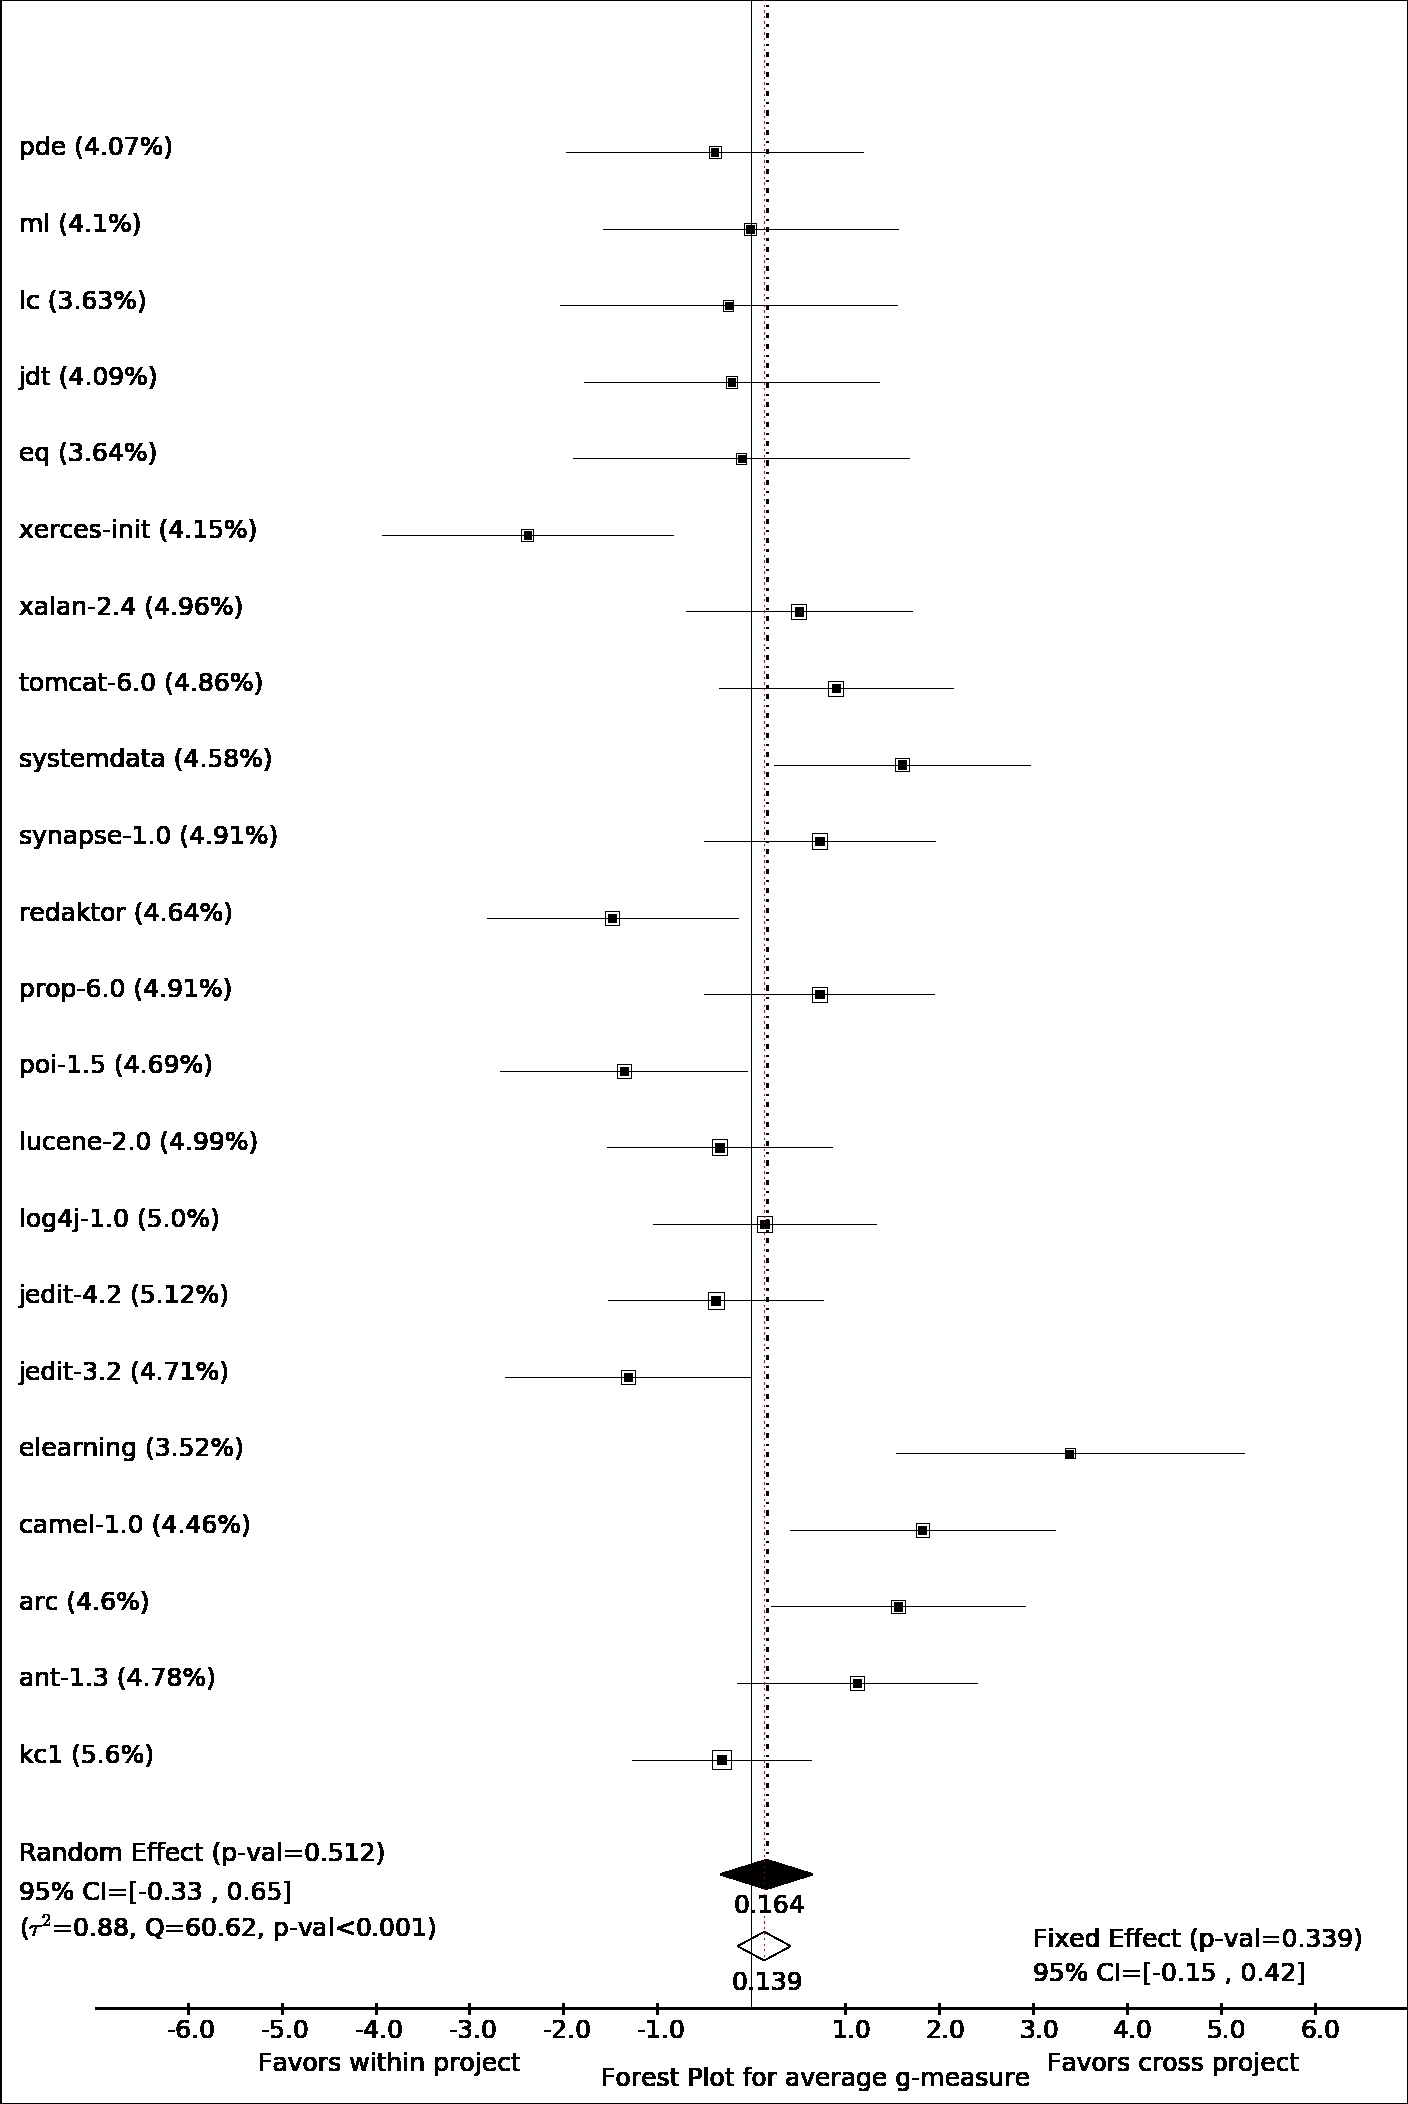 pde (4.07%)
ml (4.1%)
lc (3.63%)
jdt (4.09%)
eq (3.64%)
xerces-init (4.15%)
xalan-2.4 (4.96%)
tomcat-6.0 (4.86%)
systemdata (4.58%)
synapse-1.0 (4.91%)
redaktor (4.64%)
prop-6.0 (4.91%)
poi-1.5 (4.69%)
lucene-2.0 (4.99%)
log4j-1.0 (5.0%)
jedit-4.2 (5.12%)
jedit-3.2 (4.71%)
elearning (3.52%)
camel-1.0 (4.46%)
arc (4.6%)
ant-1.3 (4.78%)
kc1 (5.6%)
Random Effect (p-val=0.512)
95% CI=[-0.33 , 0.65]
(τ²=0.88, Q=60.62, p-val<0.001)
0.164
0.139
Fixed Effect (p-val=0.339)
95% CI=[-0.15 , 0.42]
-6.0 -5.0 -4.0 -3.0 -2.0 -1.0 1.0 2.0 3.0 4.0 5.0 6.0
Favors within project
Forest Plot for average g-measure
Favors cross project